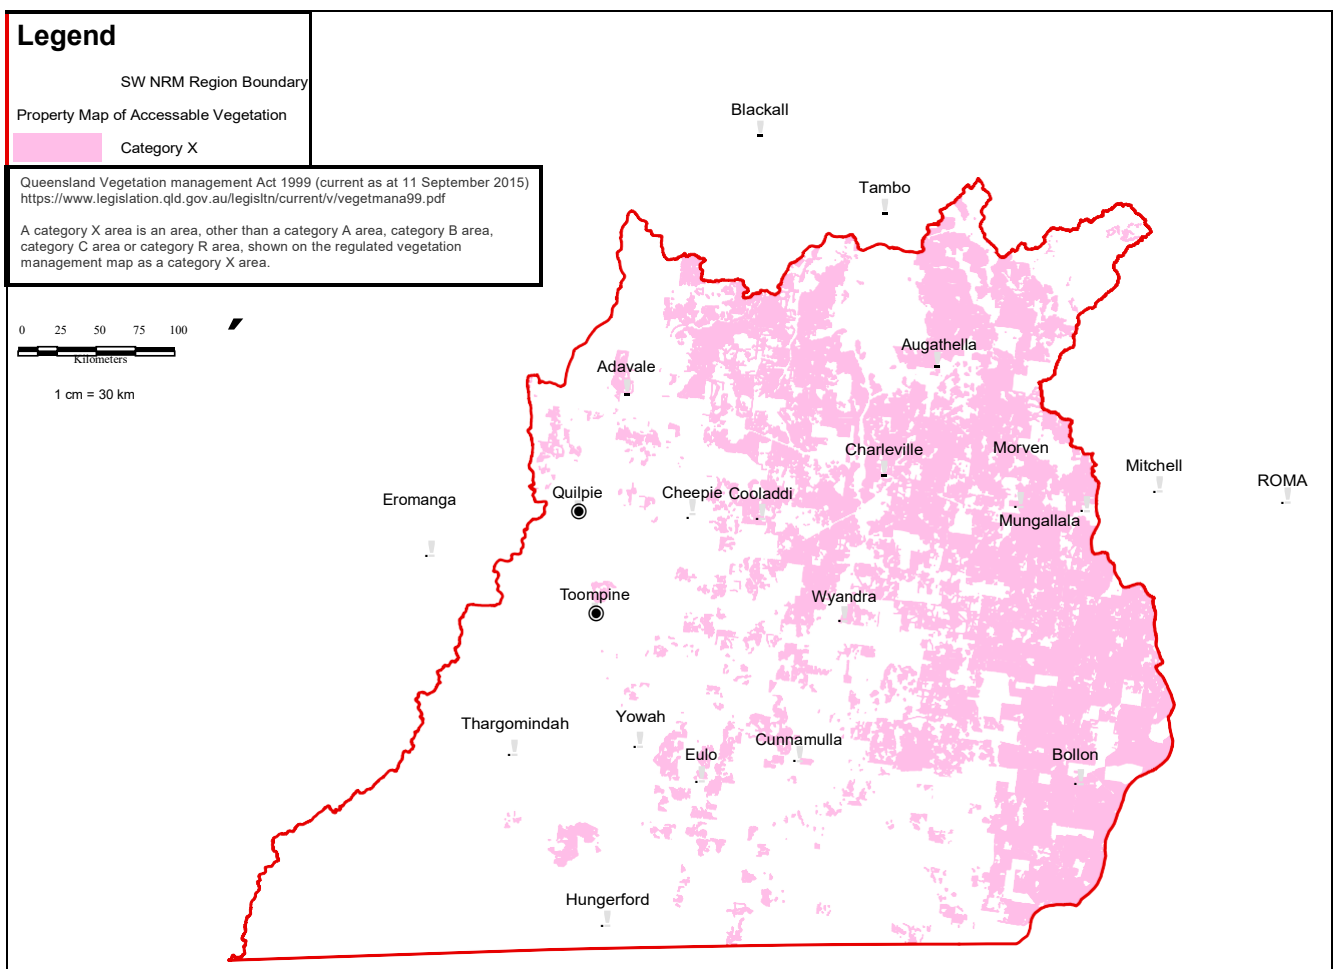 Legend
SW NRM Region Boundary
Property Map of Accessable Vegetation
Category X
Queensland Vegetation management Act 1999 (current as at 11 September 2015)
https://www.legislation.qld.gov.au/legisltn/current/v/vegetmana99.pdf
A category X area is an area, other than a category A area, category B area,
category C area or category R area, shown on the regulated vegetation
management map as a category X area.
0 25 50 75 100
Kilometers
1 cm = 30 km
Blackall
Tambo
Augathella
Adavale
Charleville
Morven
Mitchell
ROMA
Eromanga
Quilpie
Cheepie
Cooladdi
Mungallala
Toompine
Wyandra
Thargomindah
Yowah
Eulo
Cunnamulla
Bollon
Hungerford